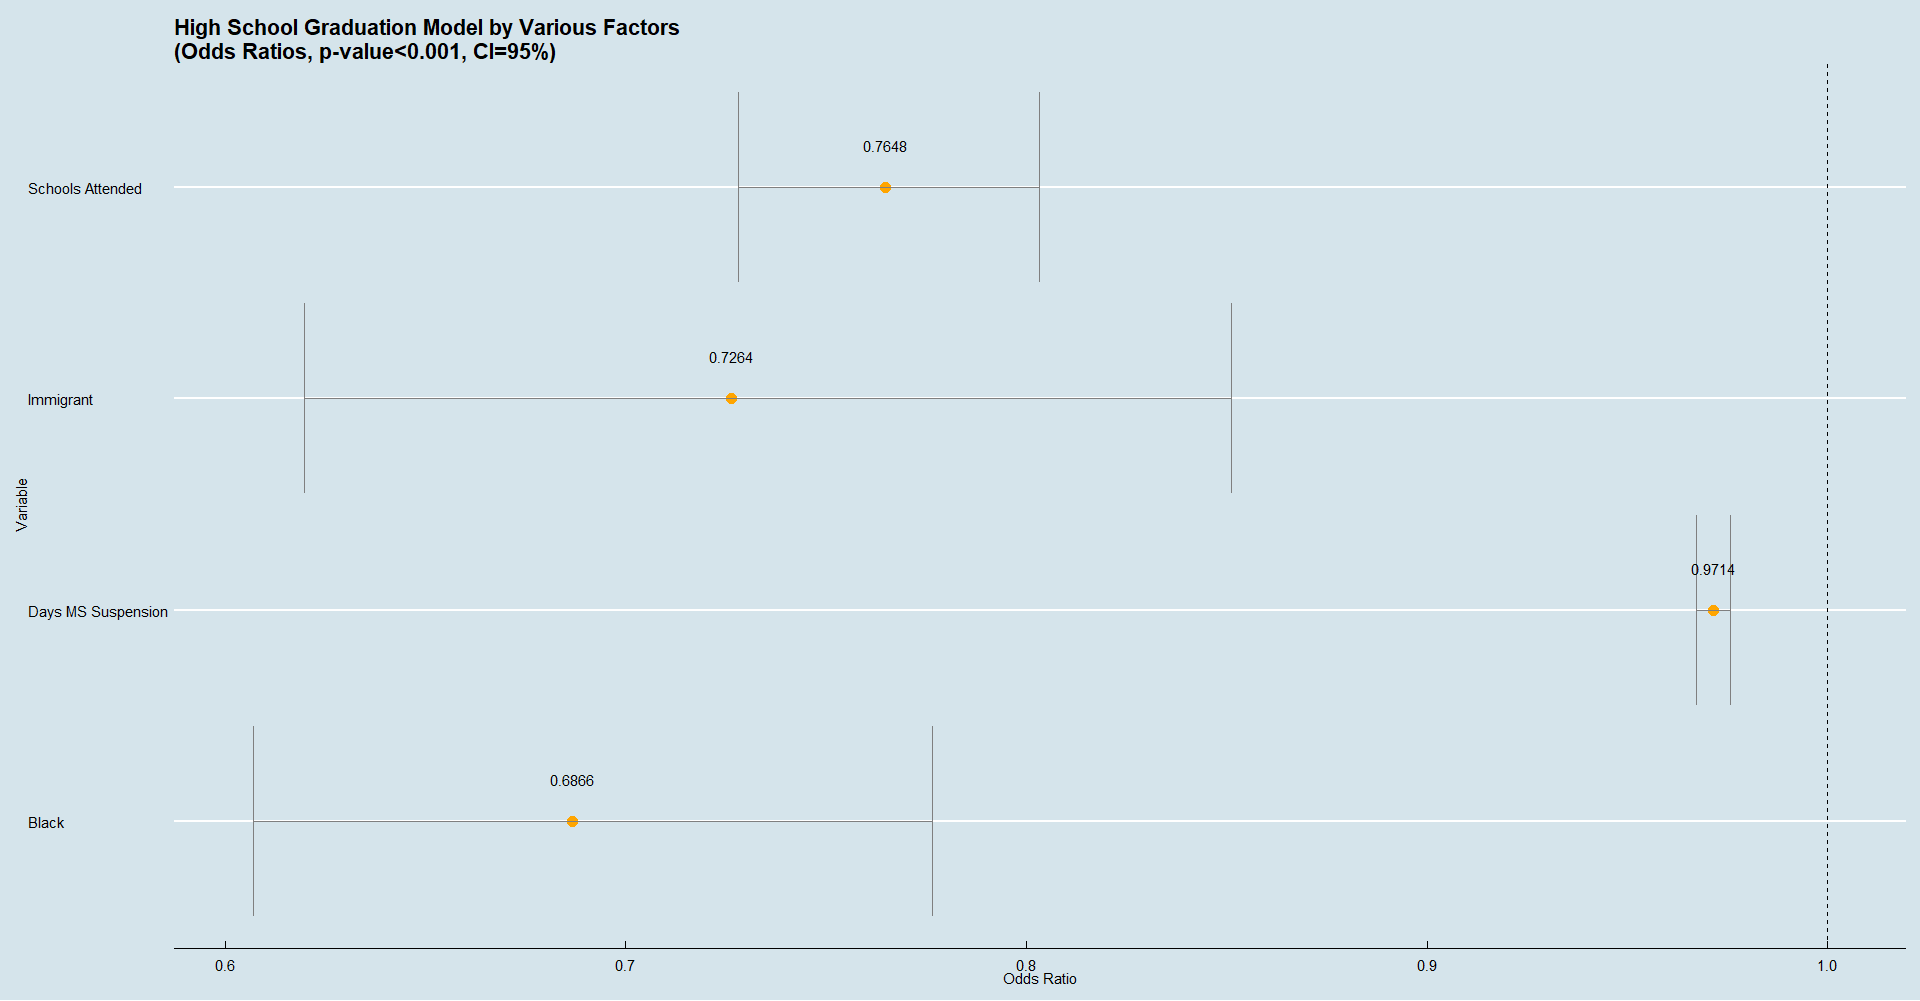 High School Graduation Model by Various Factors
(Odds Ratios, p-value<0.001, CI=95%)
0.7648
Schools Attended
0.7264
Immigrant
Variable
0.9714
Days MS Suspension
0.6866
Black
0.6 0.7 0.8 0.9 1.0
Odds Ratio